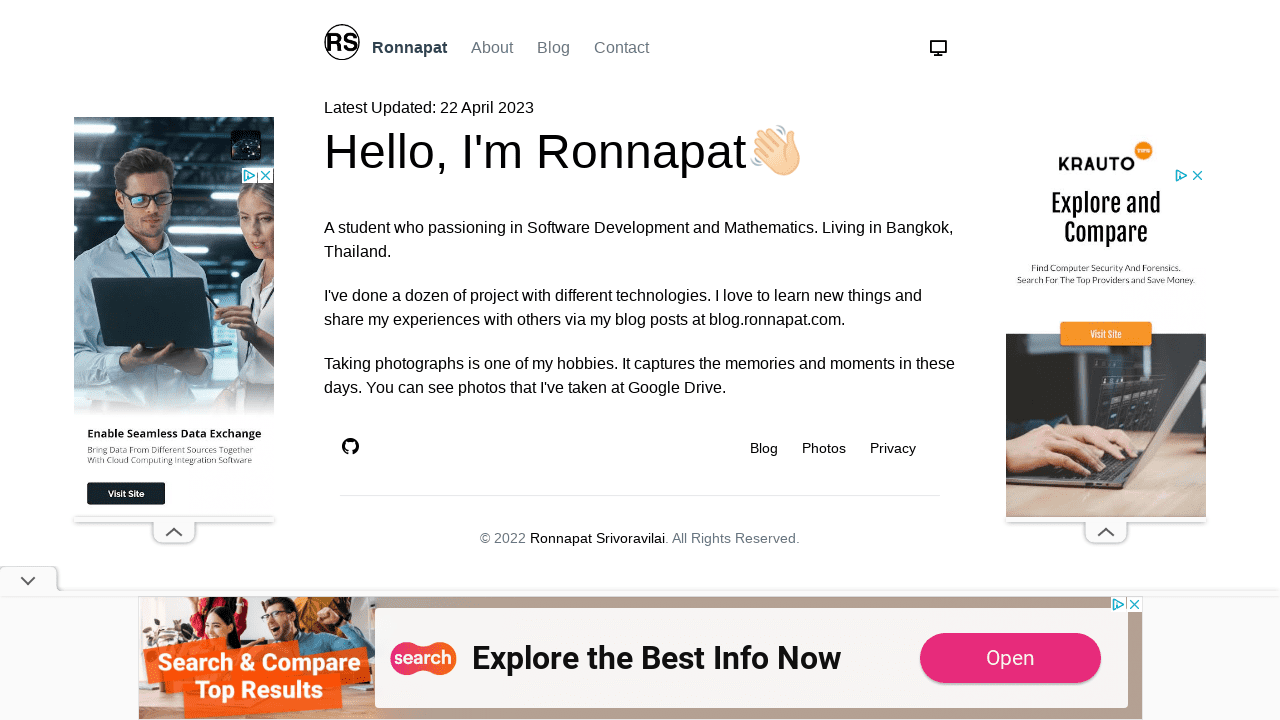 RS
Ronnapat About Blog Contact
Latest Updated: 22 April 2023
Hello, I'm Ronnapat
A student who passioning in Software Development and Mathematics. Living in Bangkok,
Thailand.
I've done a dozen of project with different technologies. I love to learn new things and
share my experiences with others via my blog posts at blog.ronnapat.com.
Taking photographs is one of my hobbies. It captures the memories and moments in these
days. You can see photos that I've taken at Google Drive.
Blog Photos Privacy
© 2022 Ronnapat Srivoravilai. All Rights Reserved.
Enable Seamless Data Exchange
Bring Data From Different Sources Together
With Cloud Computing Integration Software
Visit Site
KRAUTO
Explore and
Compare
Find Computer Security And Forensics.
Search For The Top Providers and Save Money.
Visit Site
Search & Compare
Top Results
search
Explore the Best Info Now
Open